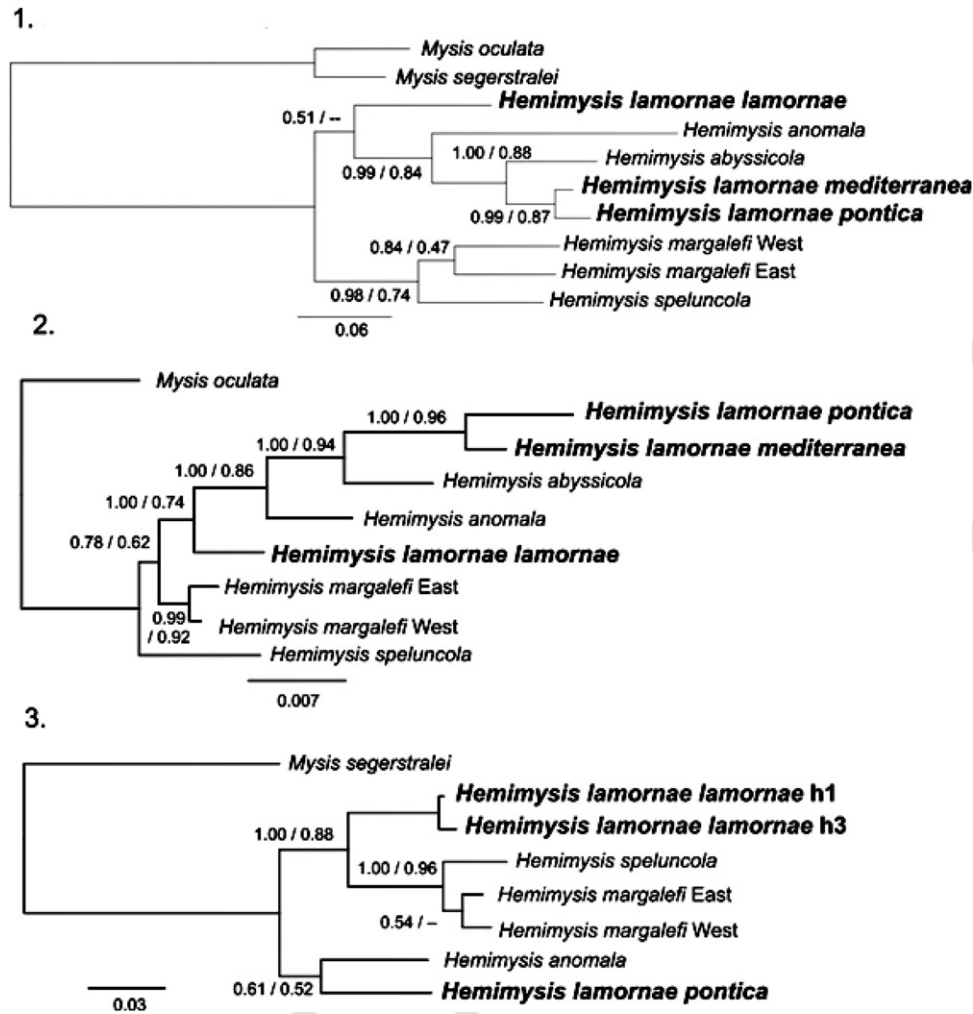 1.
Mysis oculata
Mysis segerstralei
Hemimysis lamornae lamornae
0.51 / --
Hemimysis anomala
1.00 / 0.88
Hemimysis abyssicola
0.99 / 0.84
Hemimysis lamornae mediterranea
Hemimysis lamornae pontica
0.99 / 0.87
Hemimysis margalefi West
0.84 / 0.47
Hemimysis margalefi East
0.98 / 0.74
Hemimysis speluncola
0.06
2.
Mysis oculata
Hemimysis lamornae pontica
1.00 / 0.96
Hemimysis lamornae mediterranea
1.00 / 0.94
Hemimysis abyssicola
1.00 / 0.86
Hemimysis anomala
1.00 / 0.74
Hemimysis lamornae lamornae
0.78 / 0.62
Hemimysis margalefi East
0.99
/ 0.92
Hemimysis margalefi West
Hemimysis speluncola
0.007
3.
Mysis segerstralei
Hemimysis lamornae lamornae h1
Hemimysis lamornae lamornae h3
1.00 / 0.88
Hemimysis speluncola
1.00 / 0.96
Hemimysis margalefi East
0.54 / –
Hemimysis margalefi West
Hemimysis anomala
0.61 / 0.52
Hemimysis lamornae pontica
0.03